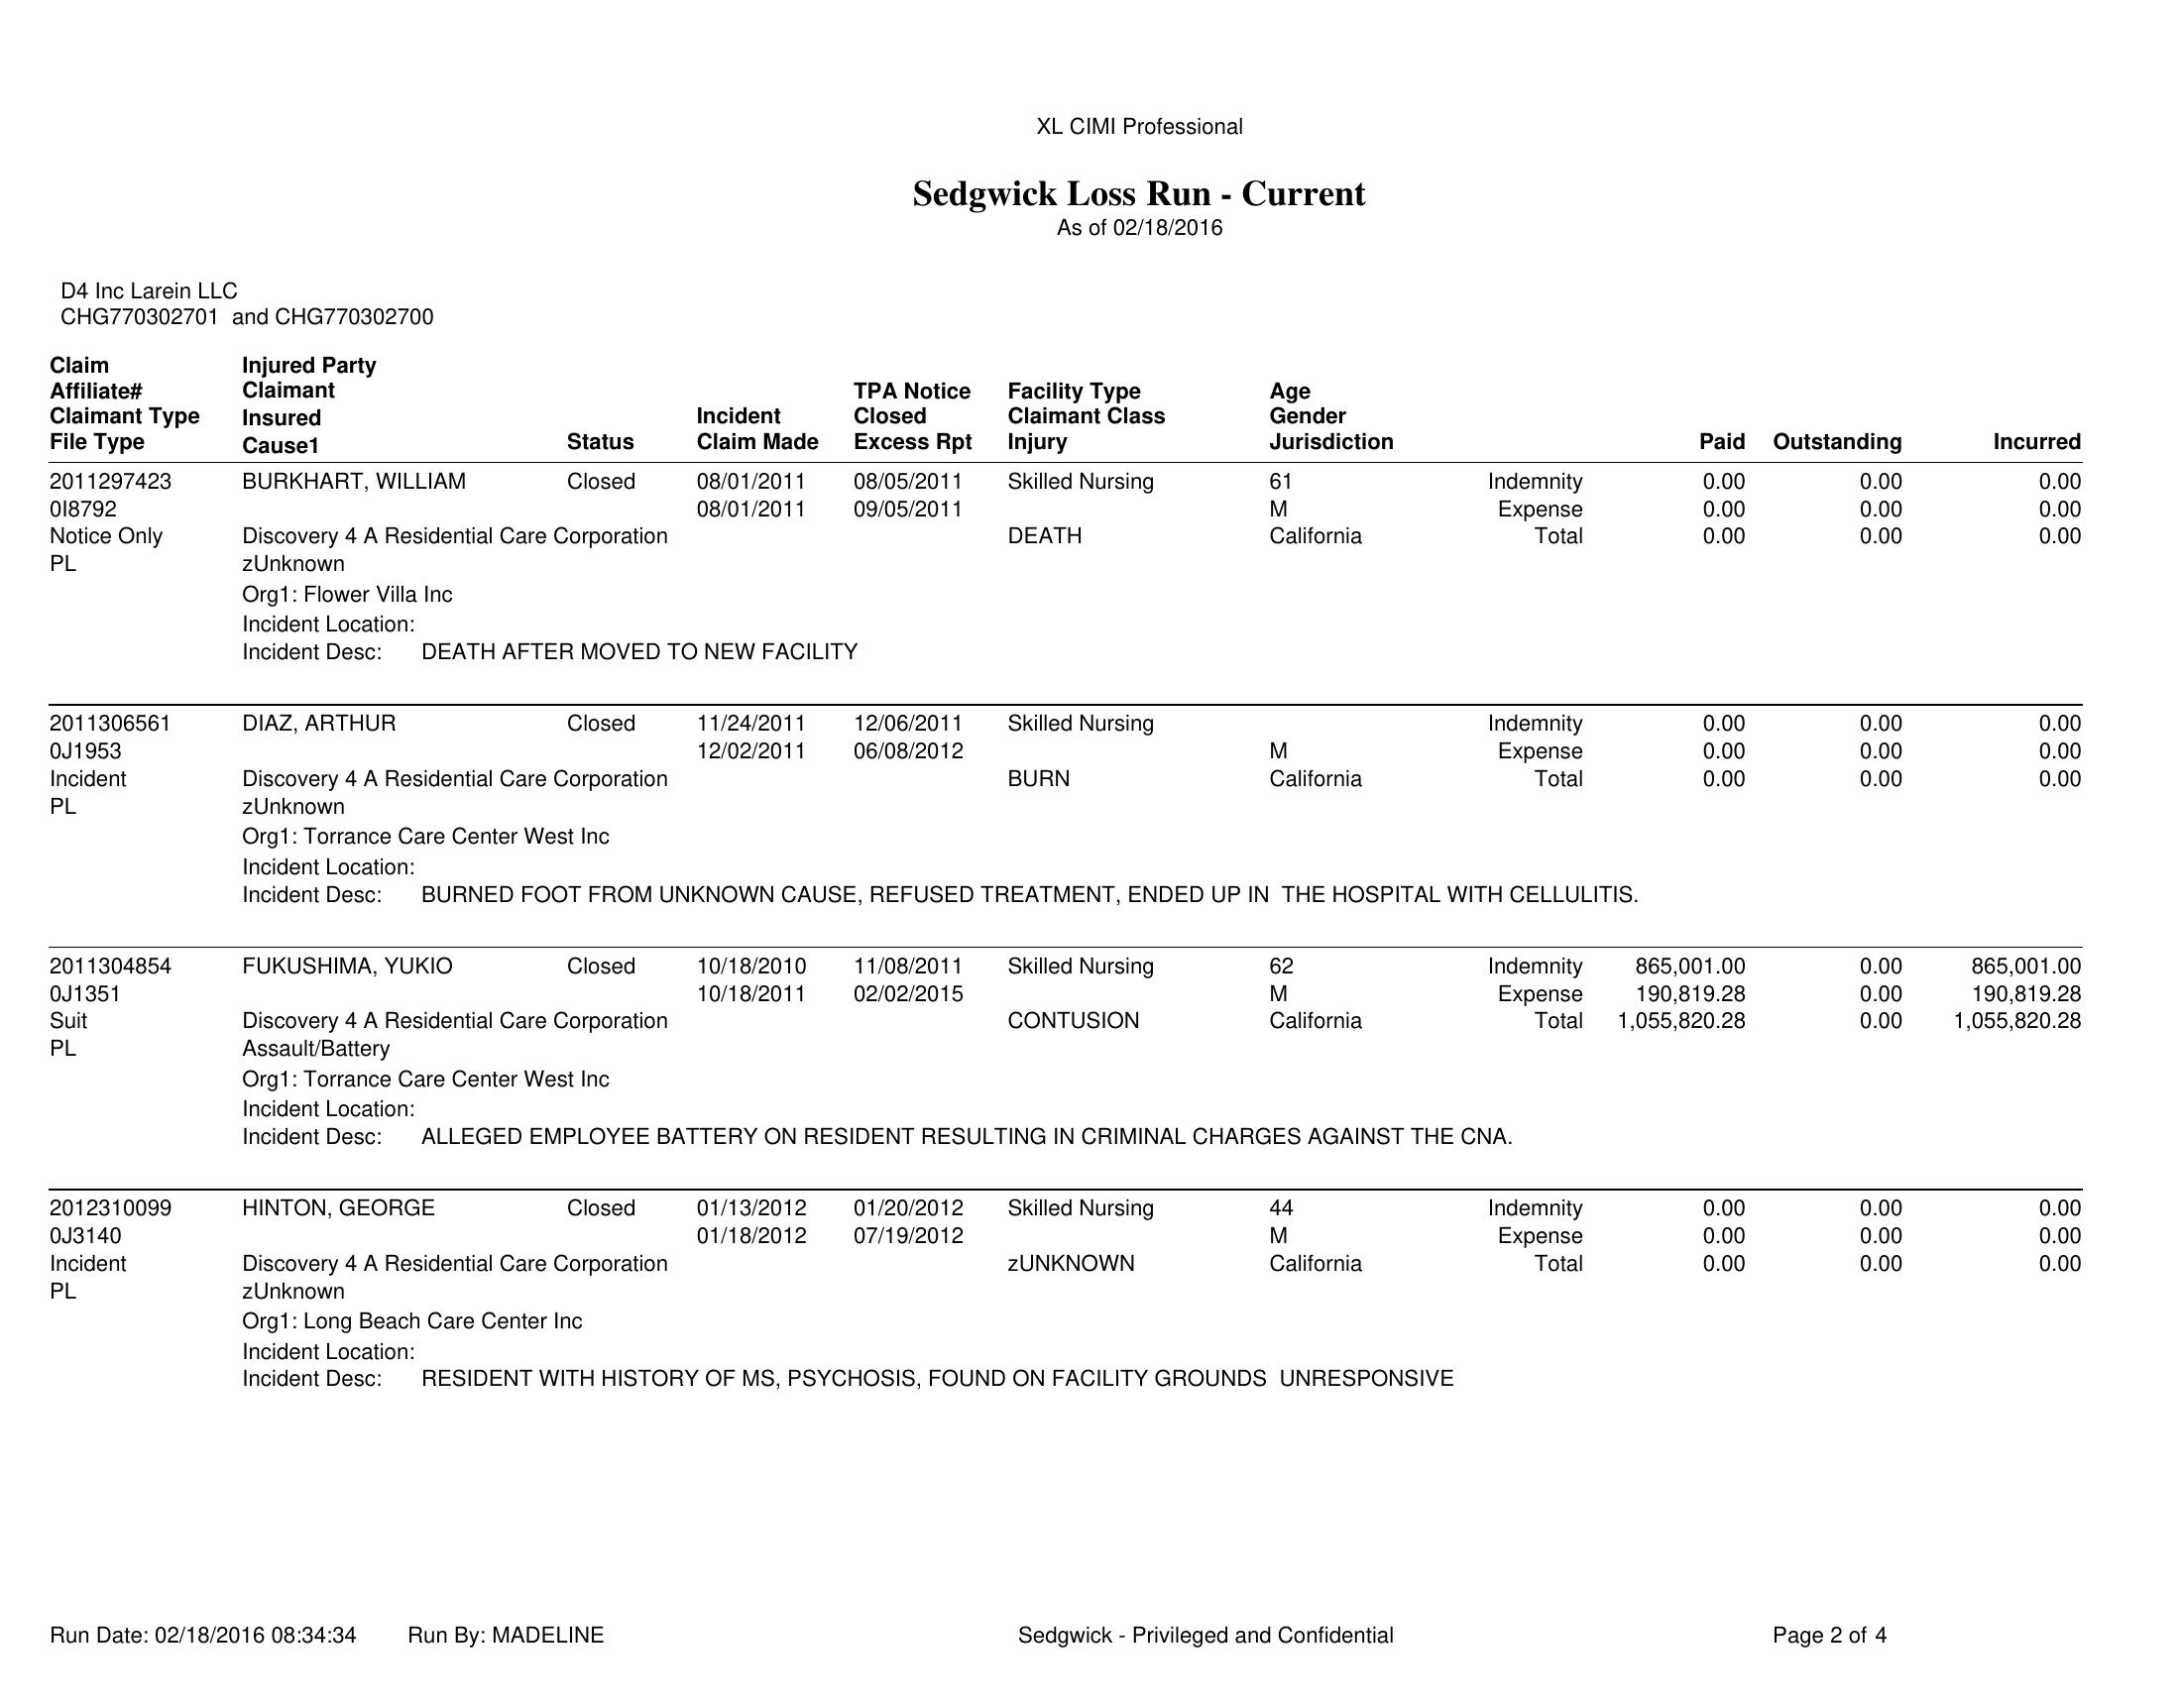 XL CIMI Professional
Sedgwick Loss Run - Current
As of 02/18/2016
D4 Inc Larein LLC
CHG770302701 and CHG770302700
Claim Injured Party
Affiliate# Claimant TPA Notice Facility Type Age
Claimant Type Insured Incident Closed Claimant Class Gender
File Type Cause1 Status Claim Made Excess Rpt Injury Jurisdiction Paid Outstanding Incurred
2011297423 BURKHART, WILLIAM Closed 08/01/2011 08/05/2011 Skilled Nursing 61 Indemnity 0.00 0.00 0.00
0I8792 08/01/2011 09/05/2011 M Expense 0.00 0.00 0.00
Notice Only Discovery 4 A Residential Care Corporation DEATH California Total 0.00 0.00 0.00
PL zUnknown
Org1: Flower Villa Inc
Incident Location:
Incident Desc: DEATH AFTER MOVED TO NEW FACILITY
2011306561 DIAZ, ARTHUR Closed 11/24/2011 12/06/2011 Skilled Nursing Indemnity 0.00 0.00 0.00
0J1953 12/02/2011 06/08/2012 M Expense 0.00 0.00 0.00
Incident Discovery 4 A Residential Care Corporation BURN California Total 0.00 0.00 0.00
PL zUnknown
Org1: Torrance Care Center West Inc
Incident Location:
Incident Desc: BURNED FOOT FROM UNKNOWN CAUSE, REFUSED TREATMENT, ENDED UP IN THE HOSPITAL WITH CELLULITIS.
2011304854 FUKUSHIMA, YUKIO Closed 10/18/2010 11/08/2011 Skilled Nursing 62 Indemnity 865,001.00 0.00 865,001.00
0J1351 10/18/2011 02/02/2015 M Expense 190,819.28 0.00 190,819.28
Suit Discovery 4 A Residential Care Corporation CONTUSION California Total 1,055,820.28 0.00 1,055,820.28
PL Assault/Battery
Org1: Torrance Care Center West Inc
Incident Location:
Incident Desc: ALLEGED EMPLOYEE BATTERY ON RESIDENT RESULTING IN CRIMINAL CHARGES AGAINST THE CNA.
2012310099 HINTON, GEORGE Closed 01/13/2012 01/20/2012 Skilled Nursing 44 Indemnity 0.00 0.00 0.00
0J3140 01/18/2012 07/19/2012 M Expense 0.00 0.00 0.00
Incident Discovery 4 A Residential Care Corporation zUNKNOWN California Total 0.00 0.00 0.00
PL zUnknown
Org1: Long Beach Care Center Inc
Incident Location:
Incident Desc: RESIDENT WITH HISTORY OF MS, PSYCHOSIS, FOUND ON FACILITY GROUNDS UNRESPONSIVE
Run Date: 02/18/2016 08:34:34 Run By: MADELINE Sedgwick - Privileged and Confidential Page 2 of 4